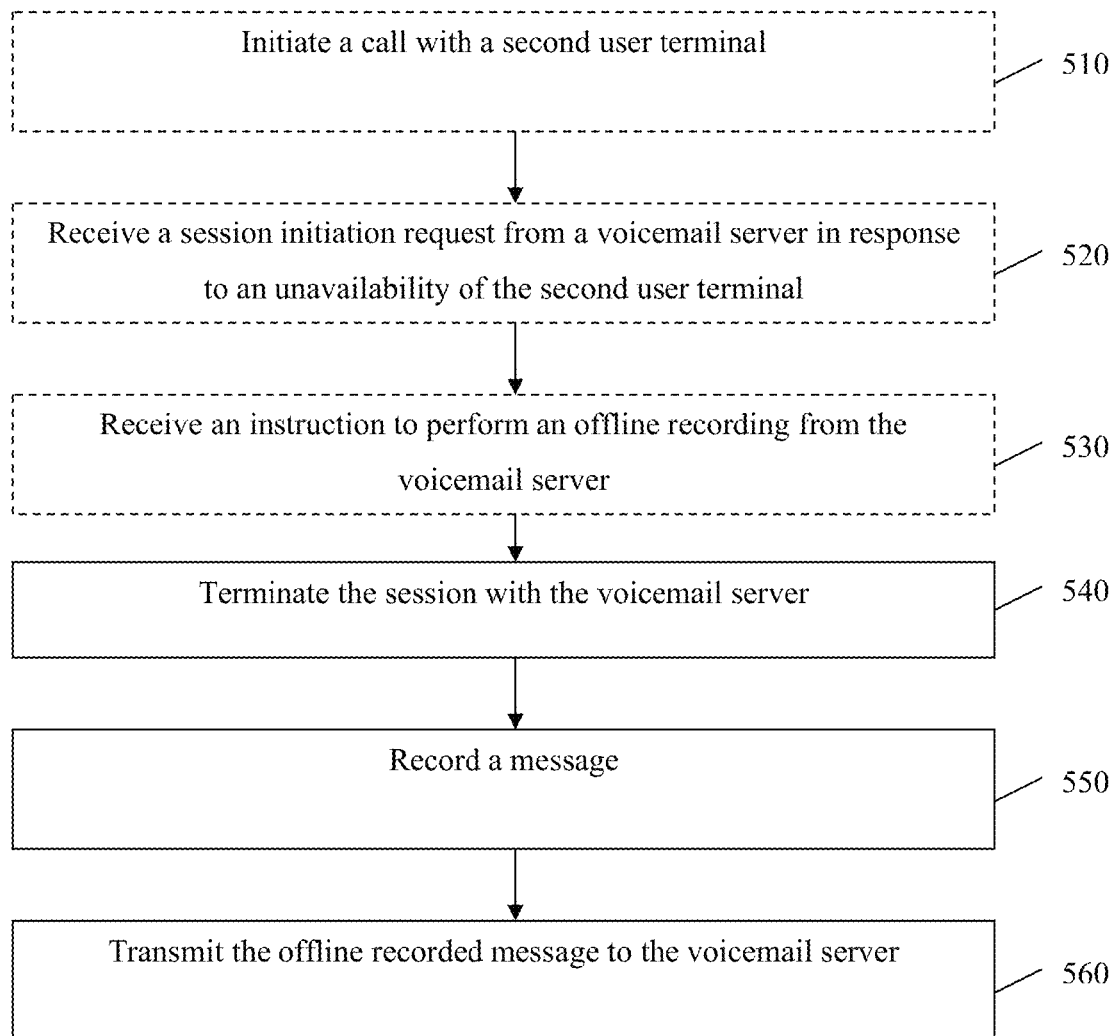 Initiate a call with a second user terminal
510
Receive a session initiation request from a voicemail server in response
to an unavailability of the second user terminal
520
Receive an instruction to perform an offline recording from the
voicemail server
530
Terminate the session with the voicemail server
540
Record a message
550
Transmit the offline recorded message to the voicemail server
560